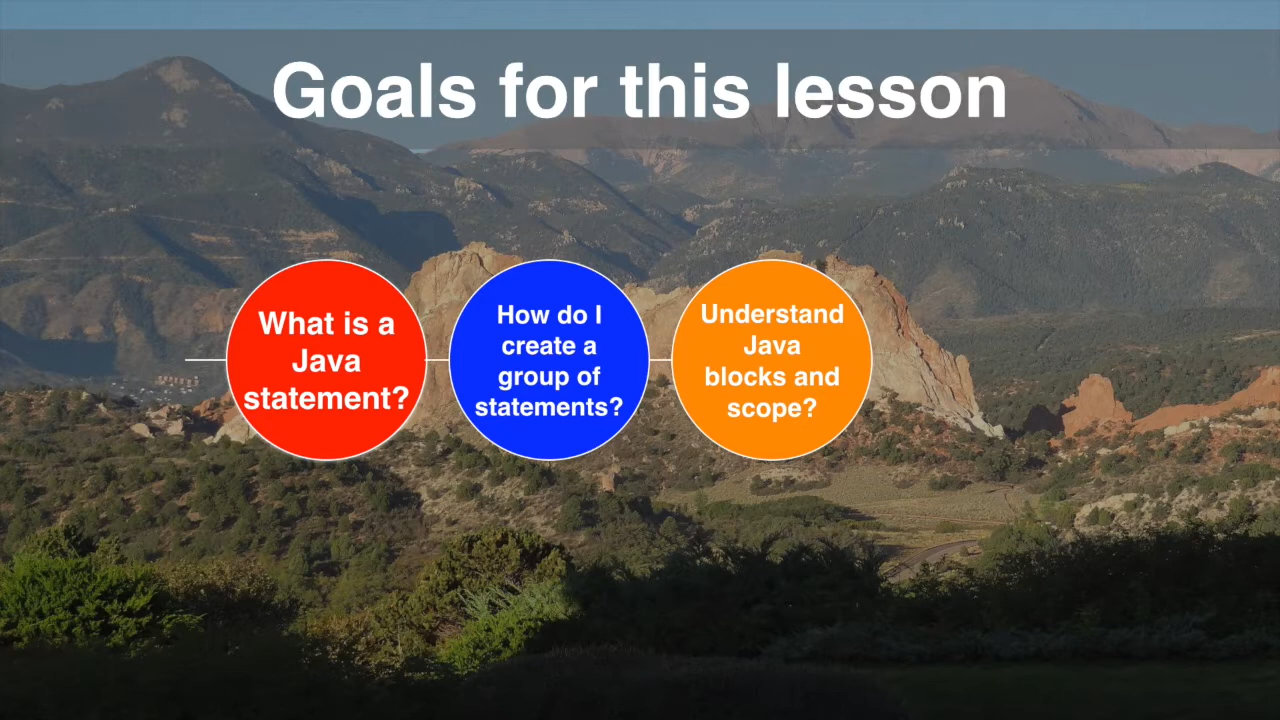 Goals for this lesson
What is a
Java
statement?
How do I
create a
group of
statements?
Understand
Java
blocks and
scope?